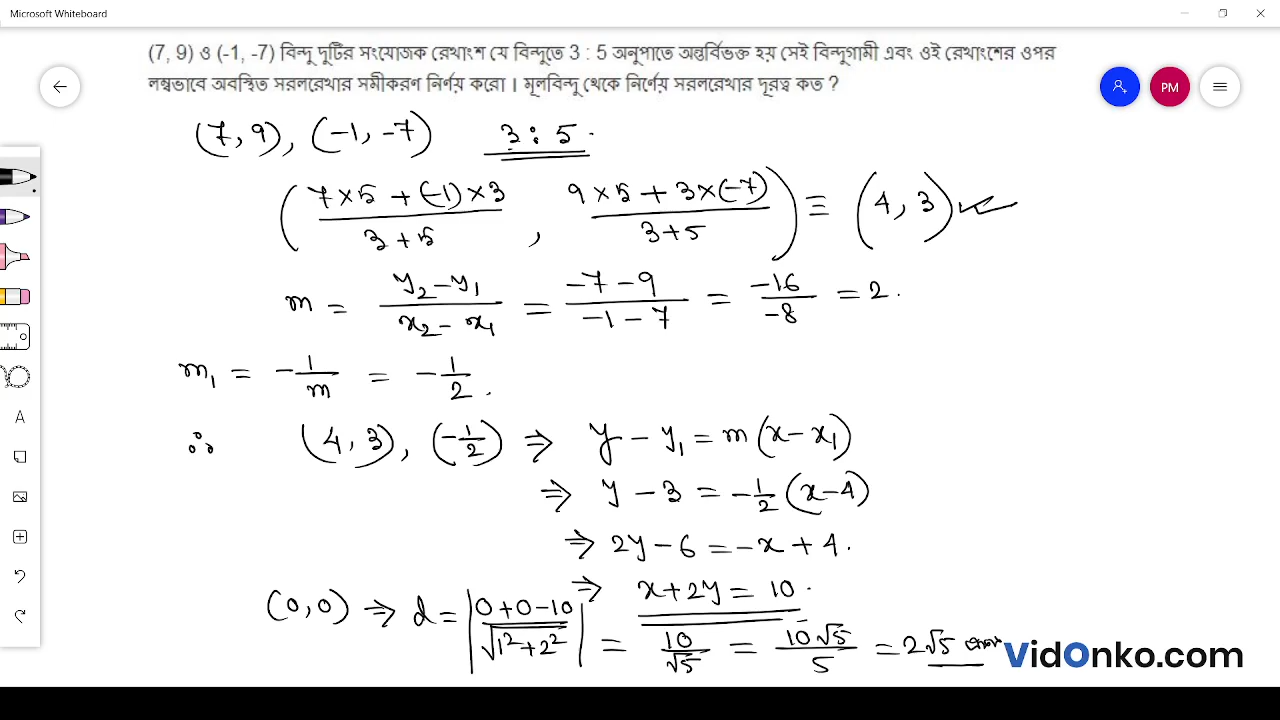 Microsoft Whiteboard
(7, 9) ও (-1, -7) বিন্দু দুটির সংযোজক রেখাংশ যে বিন্দুতে 3 : 5 অনুপাতে অন্তর্বিভক্ত হয় সেই বিন্দুগামী এবং ওই রেখাংশের ওপর
লম্বভাবে অবস্থিত সরলরেখার সমীকরণ নির্ণয় করো । মূলবিন্দু থেকে নির্ণেয় সরলরেখার দূরত্ব কত ?
PM
(7, 9), (-1, -7) 3 : 5.
((7×5 + (-1)×3)/(3+5), (9×5 + 3×(-7))/(3+5)) ≡ (4, 3)
m = (y₂-y₁)/(x₂-x₁) = (-7-9)/(-1-7) = -16/-8 = 2.
m₁ = -1/m = -1/2.
∴ (4, 3), (-1/2) ⇒ y - y₁ = m(x-x₁)
⇒ y - 3 = -1/2 (x-4)
⇒ 2y - 6 = -x + 4.
⇒ x + 2y = 10.
(0,0) ⇒ d = |(0+0-10)/√(1²+2²)| = 10/√5 = 10√5/5 = 2√5
VidOnko.com
A